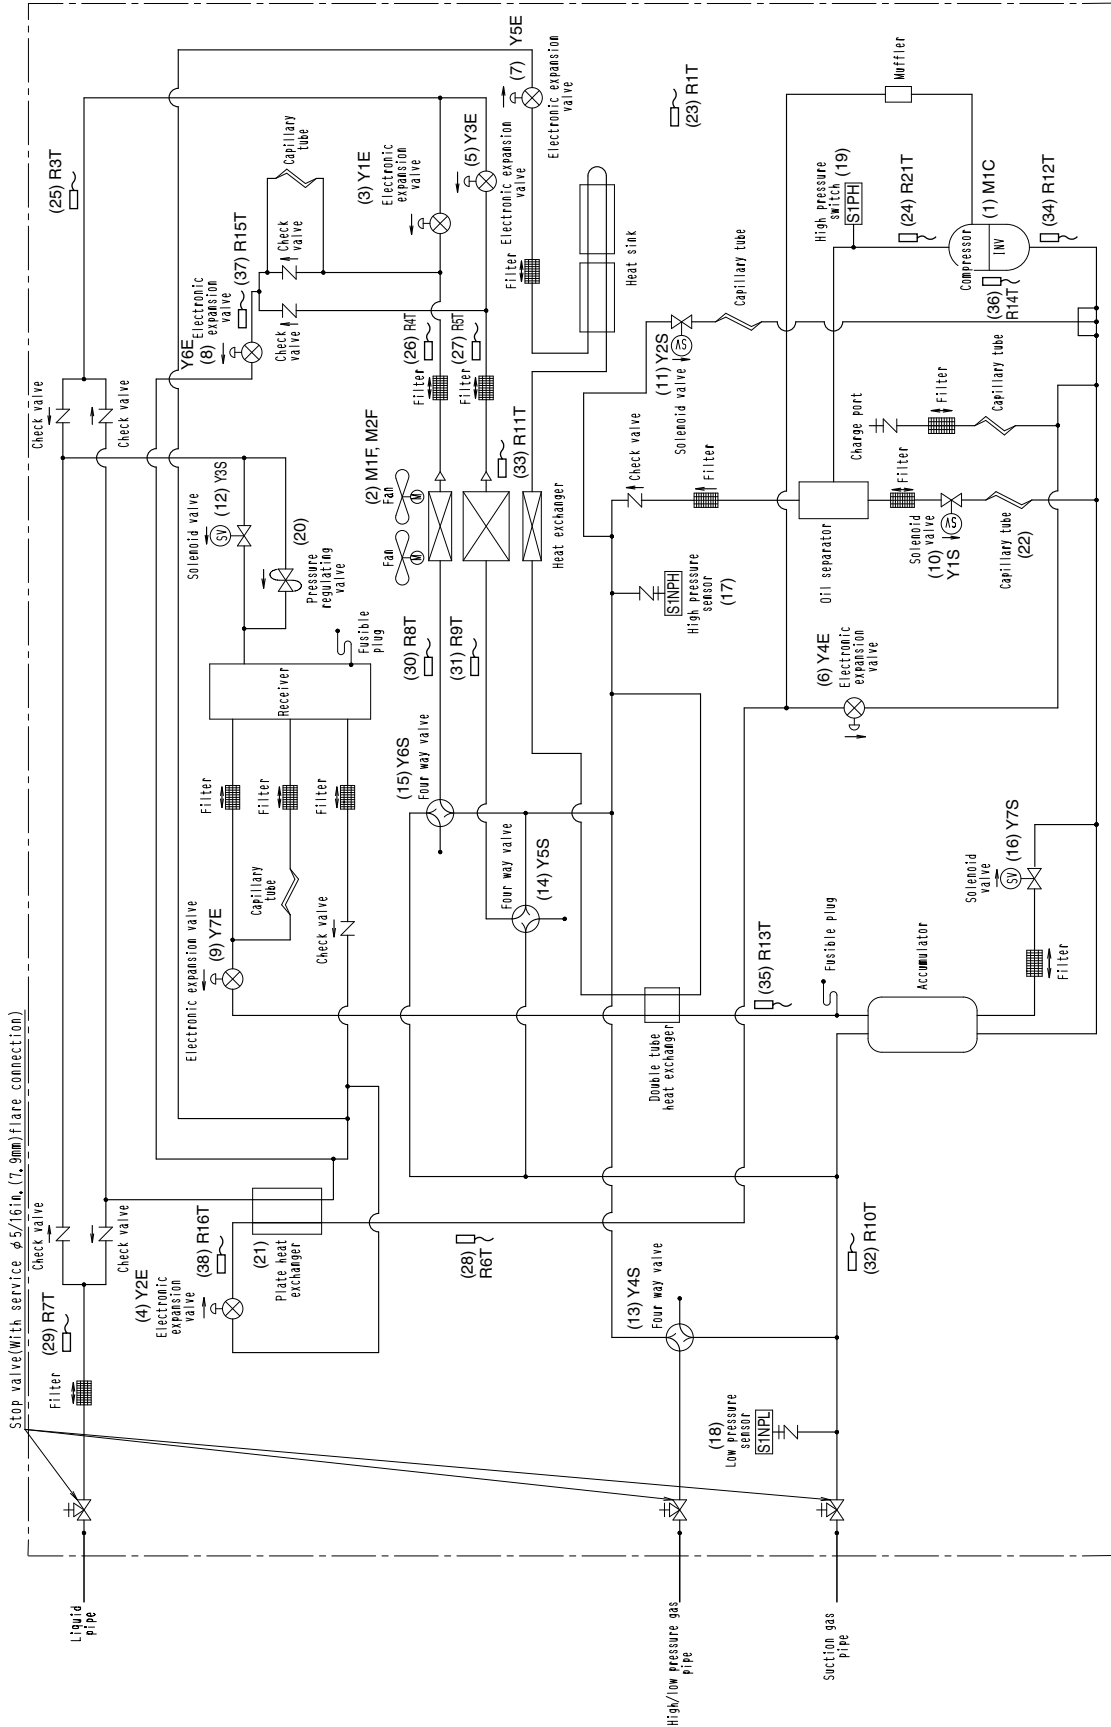 Stop valve(With service φ5/16in.(7.9mm)flare connection)
Liquid
pipe
Filter
(29) R7T
Check valve
Check valve
(4) Y2E
Electronic
expansion
valve
(38) R16T
(21)
Plate heat
exchanger
(28)
R6T
High/low pressure gas
pipe
Suction gas
pipe
(18)
Low pressure
sensor
S1NPL
(13) Y4S
Four way valve
(32) R10T
Electronic expansion valve
(9) Y7E
Capillary
tube
Check valve
Filter
Filter
Filter
Receiver
Fusible
plug
Solenoid valve
(12) Y3S
SV
(20)
Pressure
regulating
valve
Check valve
Check valve
(25) R3T
Y6E
(8)
Electronic
expansion
valve
(37) R15T
Check
valve
Check
valve
Capillary
tube
(3) Y1E
Electronic
expansion
valve
(5) Y3E
Electronic expansion
valve
(7)
Y5E
Electronic expansion
valve
(26) R4T
(27) R5T
Filter
Filter
Filter
(2) M1F, M2F
Fan
M
Fan
M
(33) R11T
Heat exchanger
Heat sink
(30) R8T
(31) R9T
(15) Y6S
Four way valve
Four way valve
(14) Y5S
Double tube
heat exchanger
S1NPH
High pressure
sensor
(17)
Check valve
Filter
(11) Y2S
Solenoid valve
SV
Capillary tube
(23) R1T
Oil separator
Filter
Solenoid
valve
(10)
Y1S
SV
Capillary tube
(22)
Charge port
Filter
Capillary tube
(6) Y4E
Electronic
expansion
valve
High pressure
switch
(19)
S1PH
(24) R21T
Compressor
INV
(1) M1C
(34) R12T
(36)
R14T
Muffler
(35) R13T
Fusible plug
Accumulator
Solenoid
valve
SV
(16) Y7S
Filter